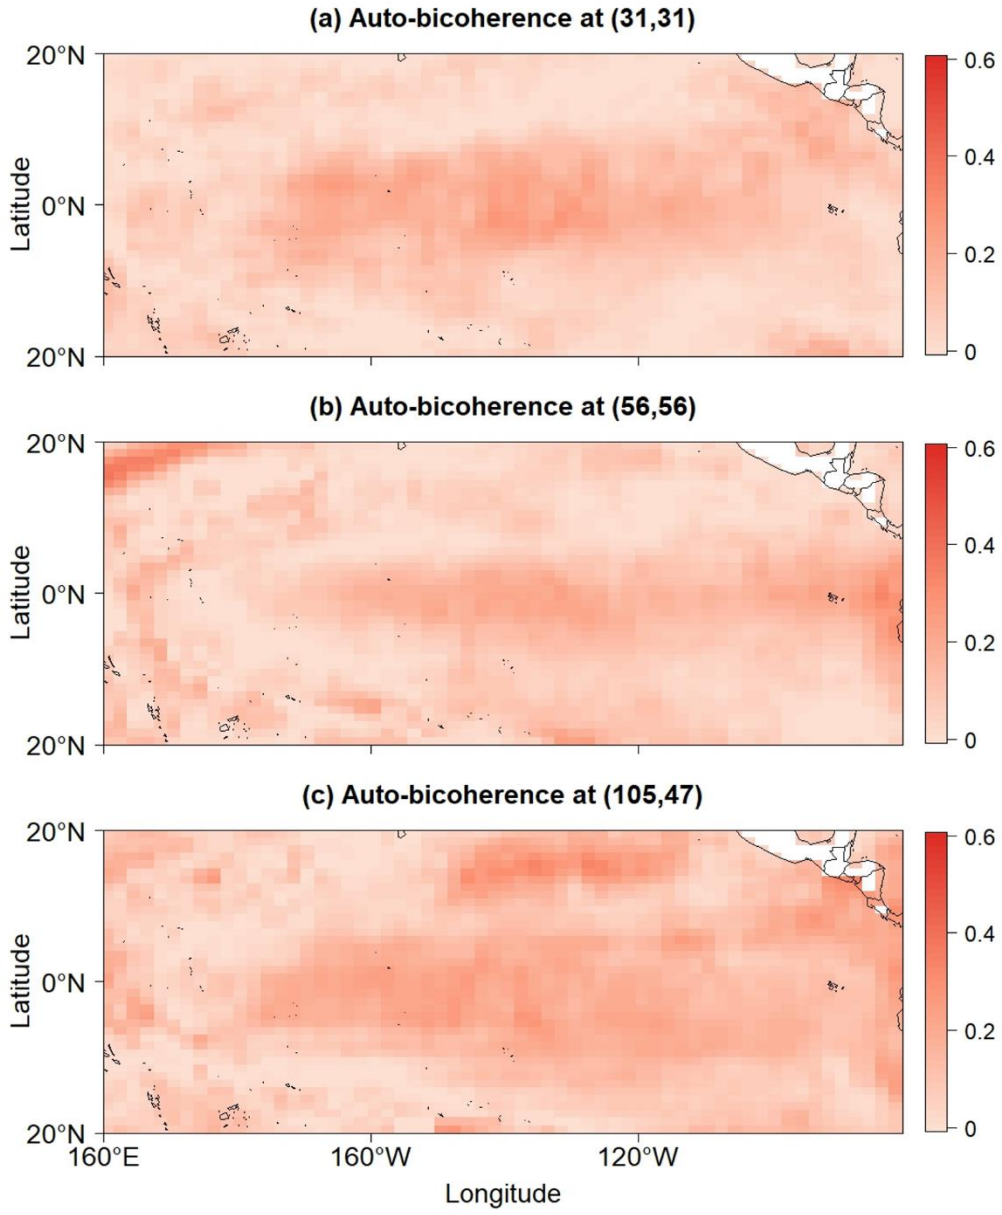 (a) Auto-bicoherence at (31,31)
20°N
0°N
20°N
Latitude
0.6
0.4
0.2
0
(b) Auto-bicoherence at (56,56)
20°N
0°N
20°N
Latitude
0.6
0.4
0.2
0
(c) Auto-bicoherence at (105,47)
20°N
0°N
20°N
Latitude
0.6
0.4
0.2
0
160°E
160°W
120°W
Longitude